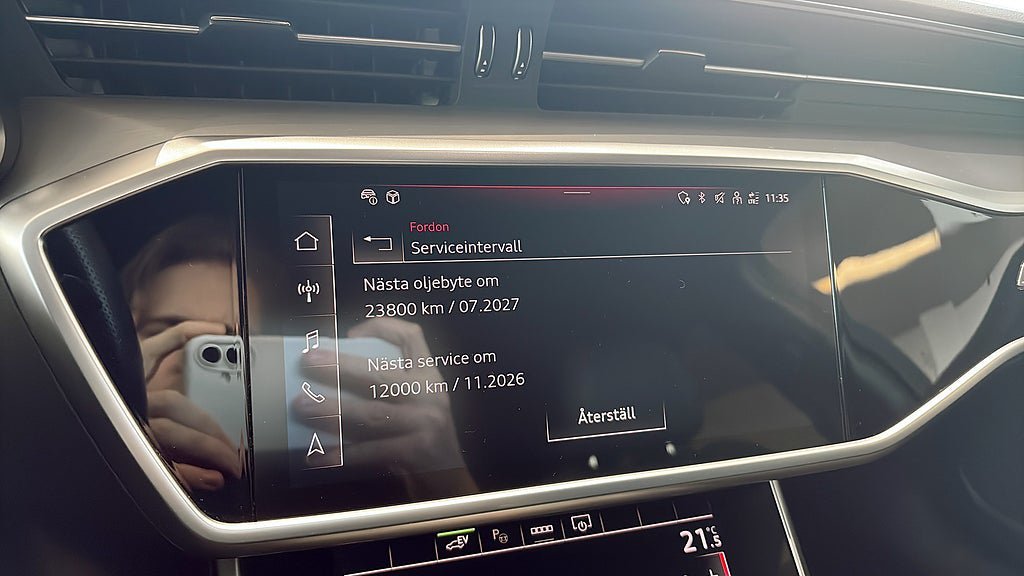 11:35
Fordon
Serviceintervall
Nästa oljebyte om
23800 km / 07.2027
Nästa service om
12000 km / 11.2026
Återställ
EV
P
21°C
.5